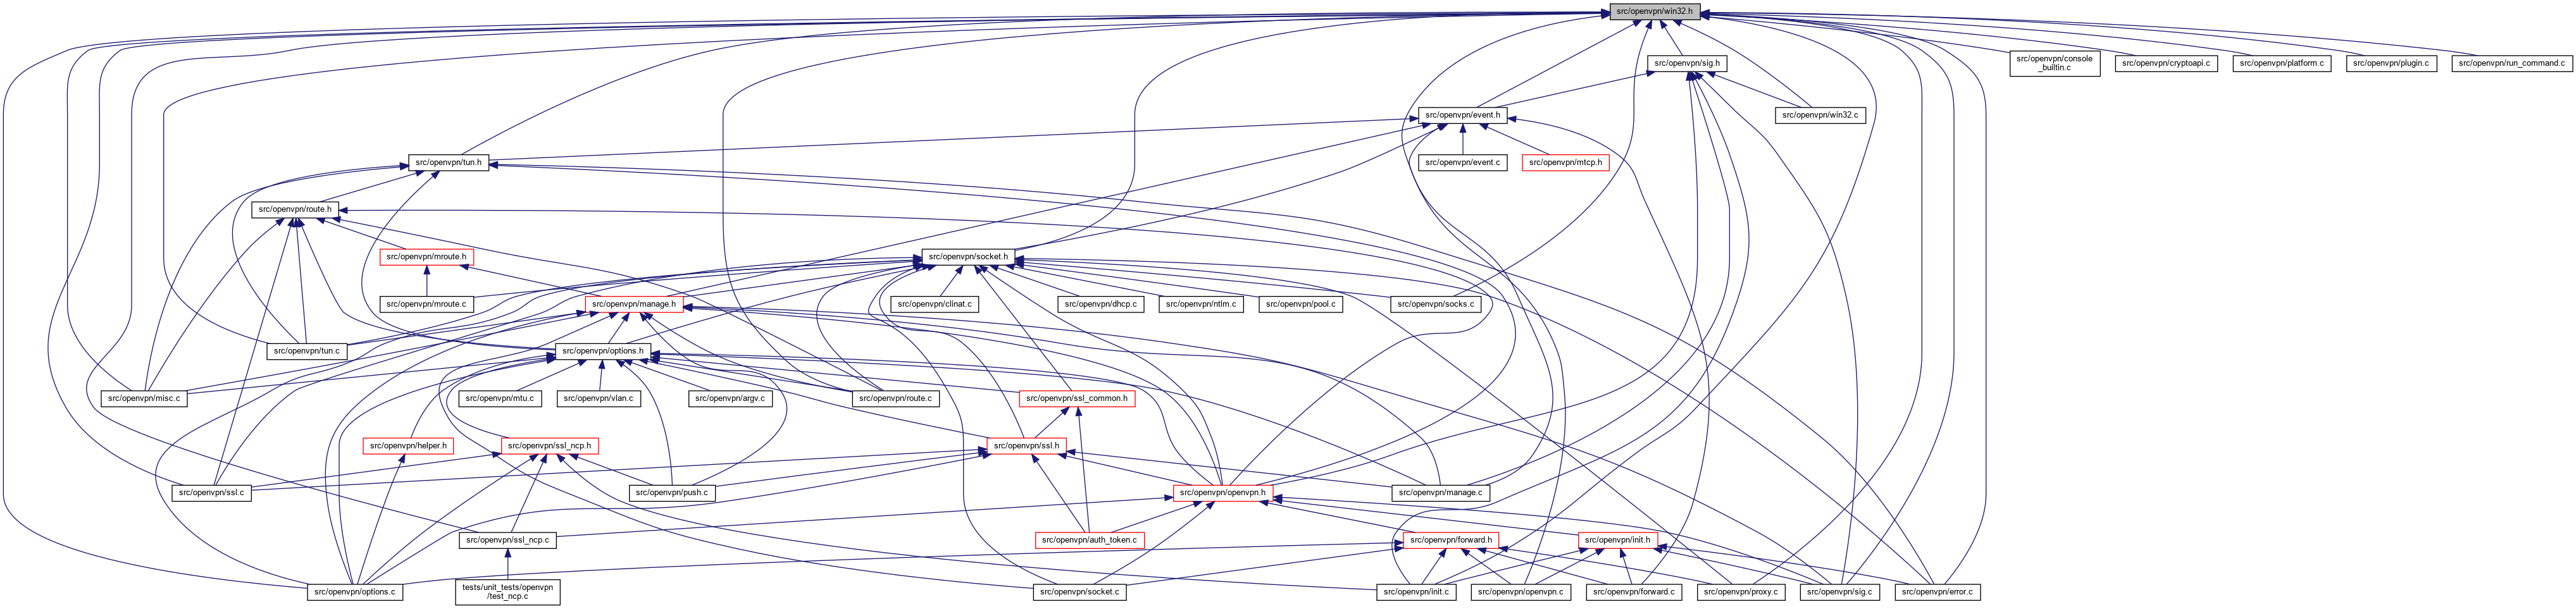 src/openvpn/win32.h
src/openvpn/sig.h
src/openvpn/console
_builtin.c
src/openvpn/cryptoapi.c
src/openvpn/platform.c
src/openvpn/plugin.c
src/openvpn/run_command.c
src/openvpn/event.h
src/openvpn/win32.c
src/openvpn/tun.h
src/openvpn/event.c
src/openvpn/mtcp.h
src/openvpn/route.h
src/openvpn/mroute.h
src/openvpn/socket.h
src/openvpn/mroute.c
src/openvpn/manage.h
src/openvpn/clinat.c
src/openvpn/dhcp.c
src/openvpn/ntlm.c
src/openvpn/pool.c
src/openvpn/socks.c
src/openvpn/tun.c
src/openvpn/options.h
src/openvpn/misc.c
src/openvpn/mtu.c
src/openvpn/vlan.c
src/openvpn/argv.c
src/openvpn/route.c
src/openvpn/ssl_common.h
src/openvpn/helper.h
src/openvpn/ssl_ncp.h
src/openvpn/ssl.h
src/openvpn/ssl.c
src/openvpn/push.c
src/openvpn/openvpn.h
src/openvpn/manage.c
src/openvpn/ssl_ncp.c
src/openvpn/auth_token.c
src/openvpn/forward.h
src/openvpn/init.h
src/openvpn/options.c
tests/unit_tests/openvpn
/test_ncp.c
src/openvpn/socket.c
src/openvpn/init.c
src/openvpn/openvpn.c
src/openvpn/forward.c
src/openvpn/proxy.c
src/openvpn/sig.c
src/openvpn/error.c